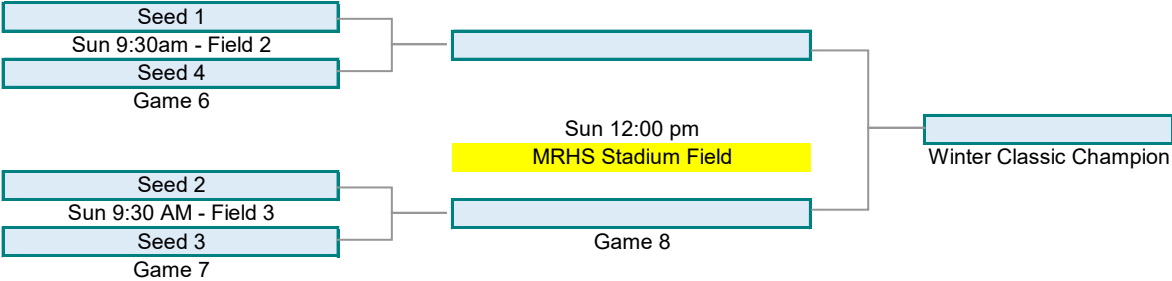 Seed 1
Sun 9:30am - Field 2
Seed 4
Game 6
Sun 12:00 pm
MRHS Stadium Field
Winter Classic Champion
Seed 2
Sun 9:30 AM - Field 3
Seed 3
Game 7
Game 8